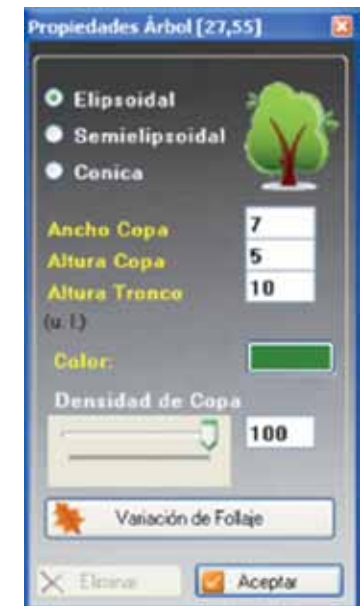 Propiedades Árbol [27,55]
Elipsoidal
Semielipsoidal
Conica
Ancho Copa 7
Altura Copa 5
Altura Tronco 10
(u. l.)
Color:
Densidad de Copa
100
Variación de Follaje
Eliminar Aceptar